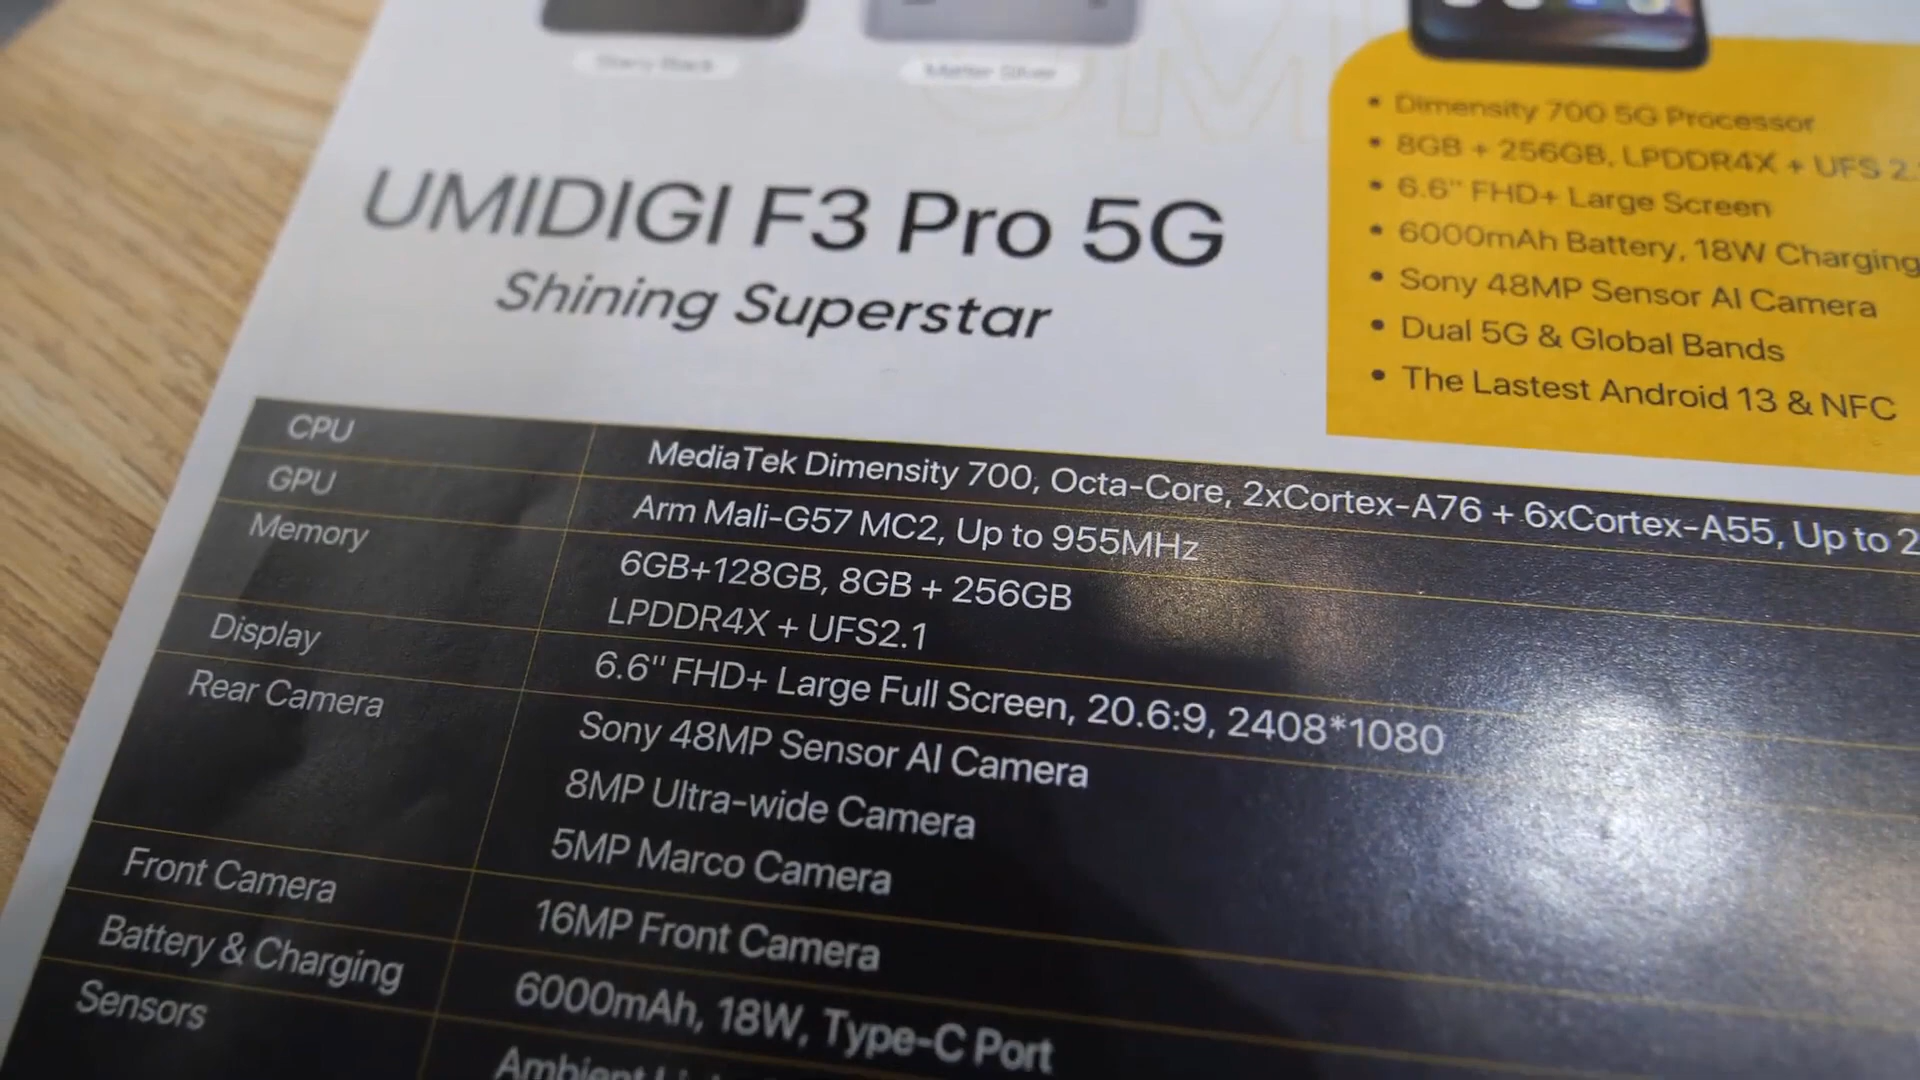 Starry Black
Matte Silver
• Dimensity 700 5G Processor
• 8GB + 256GB, LPDDR4X + UFS 2.
• 6.6" FHD+ Large Screen
• 6000mAh Battery, 18W Charging
• Sony 48MP Sensor AI Camera
• Dual 5G & Global Bands
• The Lastest Android 13 & NFC
UMIDIGI F3 Pro 5G
Shining Superstar
CPU
MediaTek Dimensity 700, Octa-Core, 2xCortex-A76 + 6xCortex-A55, Up to 2
GPU
Arm Mali-G57 MC2, Up to 955MHz
Memory
6GB+128GB, 8GB + 256GB
LPDDR4X + UFS2.1
Display
6.6'' FHD+ Large Full Screen, 20.6:9, 2408*1080
Rear Camera
Sony 48MP Sensor AI Camera
8MP Ultra-wide Camera
5MP Marco Camera
Front Camera
16MP Front Camera
Battery & Charging
6000mAh, 18W, Type-C Port
Sensors
Ambient